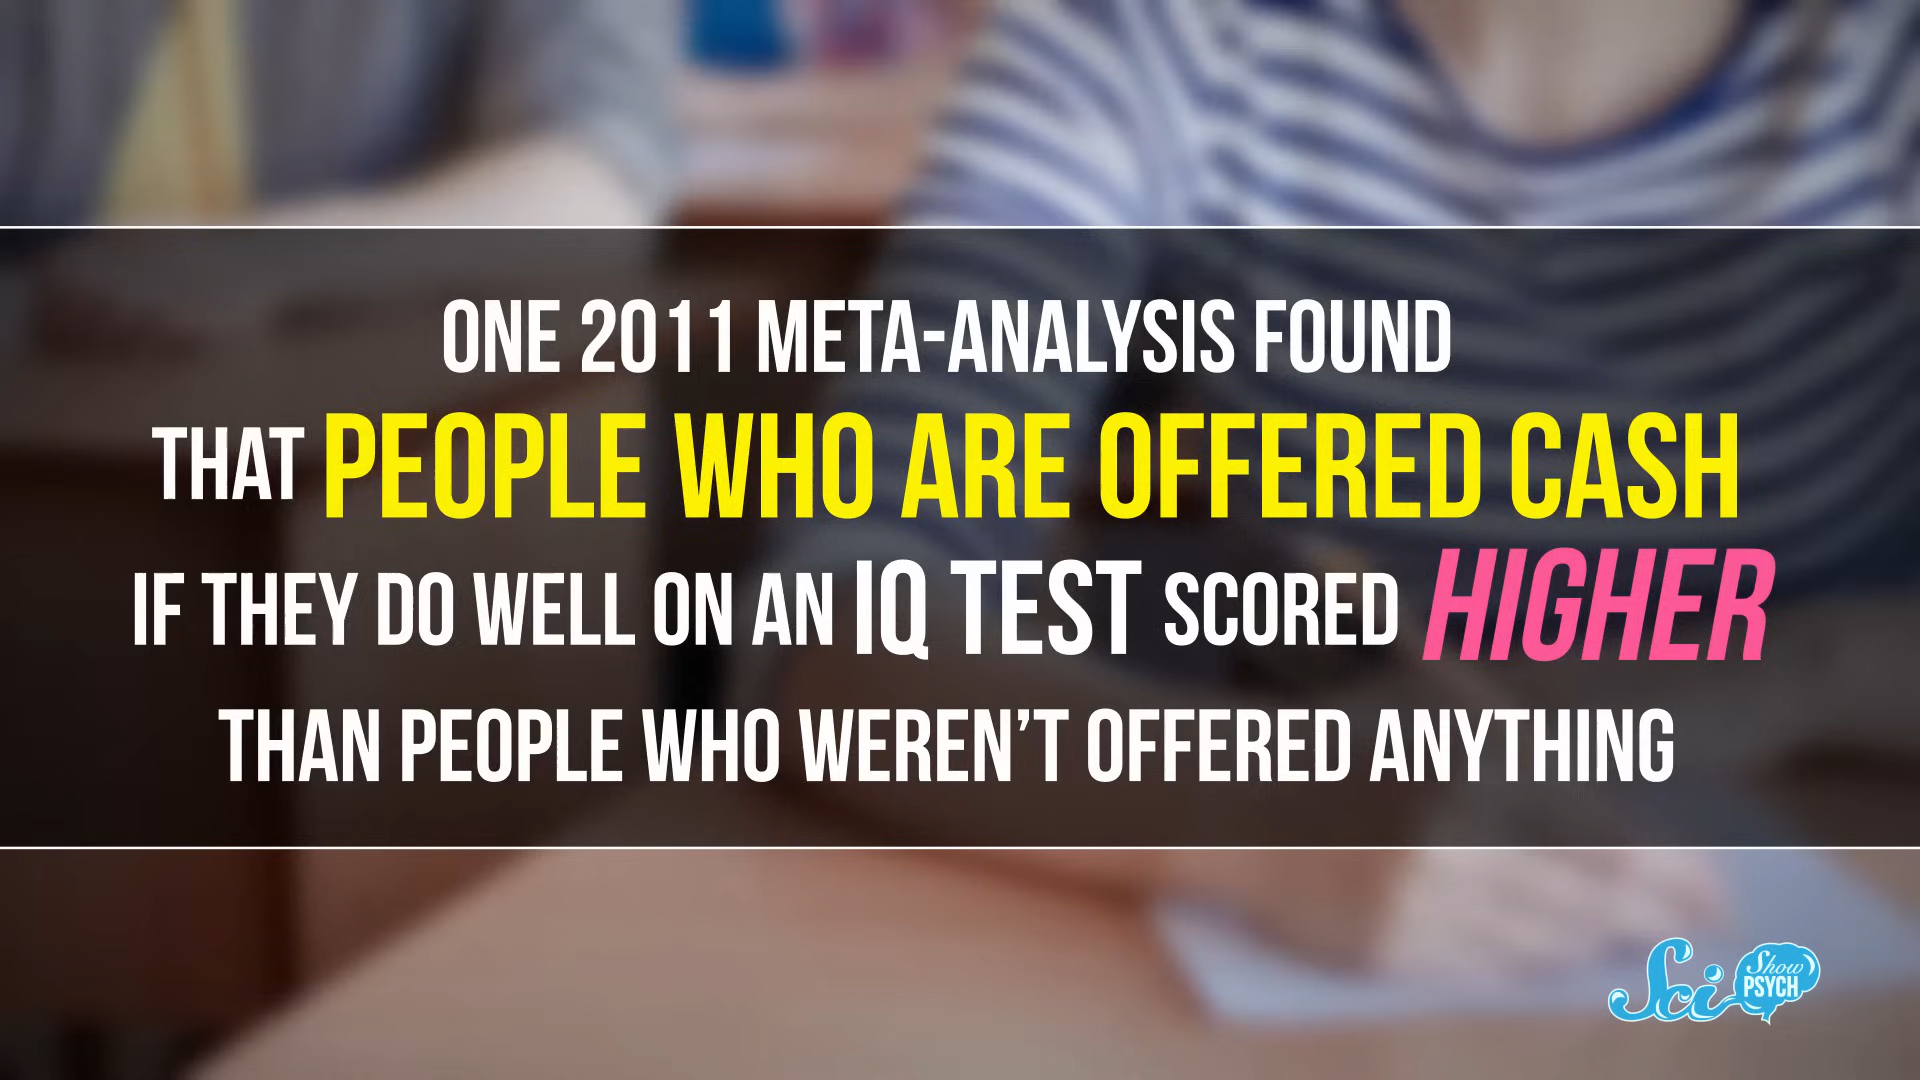 ONE 2011 META-ANALYSIS FOUND
THAT PEOPLE WHO ARE OFFERED CASH
IF THEY DO WELL ON AN IQ TEST SCORED HIGHER
THAN PEOPLE WHO WEREN'T OFFERED ANYTHING
Sci Show
PSYCH